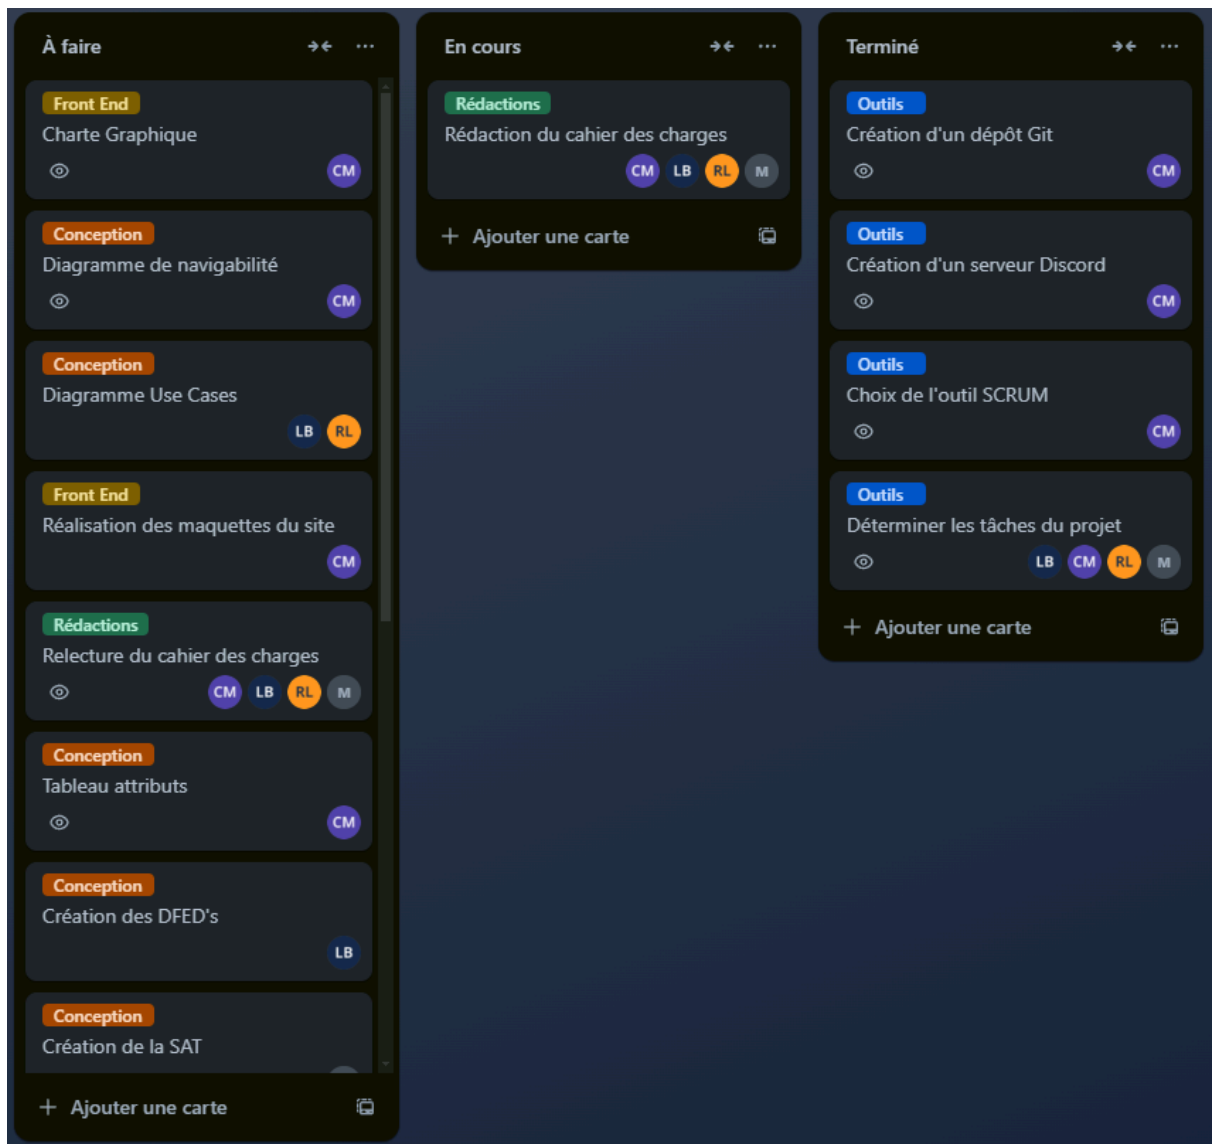 À faire
Front End
Charte Graphique
CM
Conception
Diagramme de navigabilité
CM
Conception
Diagramme Use Cases
LB RL
Front End
Réalisation des maquettes du site
CM
Rédactions
Relecture du cahier des charges
CM LB RL M
Conception
Tableau attributs
CM
Conception
Création des DFED's
LB
Conception
Création de la SAT
Ajouter une carte
En cours
Rédactions
Rédaction du cahier des charges
CM LB RL M
Ajouter une carte
Terminé
Outils
Création d'un dépôt Git
CM
Outils
Création d'un serveur Discord
CM
Outils
Choix de l'outil SCRUM
CM
Outils
Déterminer les tâches du projet
LB CM RL M
Ajouter une carte